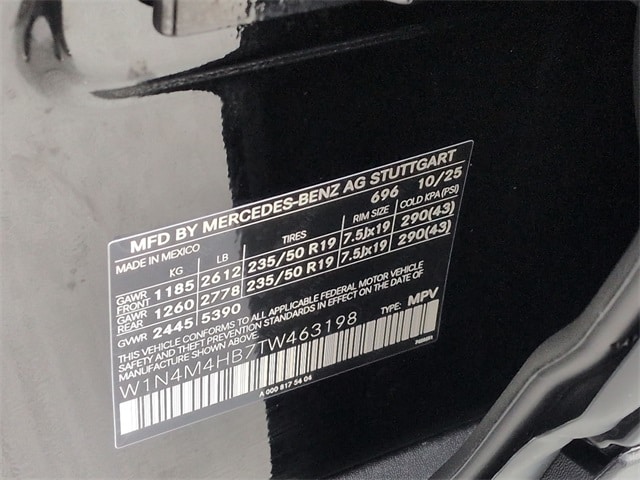 MFD BY MERCEDES-BENZ AG STUTTGART
MADE IN MEXICO 696 10/25
KG LB TIRES RIM SIZE COLD KPA (PSI)
GAWR FRONT 1185 2612 235/50 R19 7.5Jx19 290(43)
GAWR REAR 1260 2778 235/50 R19 7.5Jx19 290(43)
GVWR 2445 5390
THIS VEHICLE CONFORMS TO ALL APPLICABLE FEDERAL MOTOR VEHICLE
SAFETY AND THEFT PREVENTION STANDARDS IN EFFECT ON THE DATE OF
MANUFACTURE SHOWN ABOVE.
W1N4M4HB7TW463198 TYPE: MPV
A 000 817 54 04